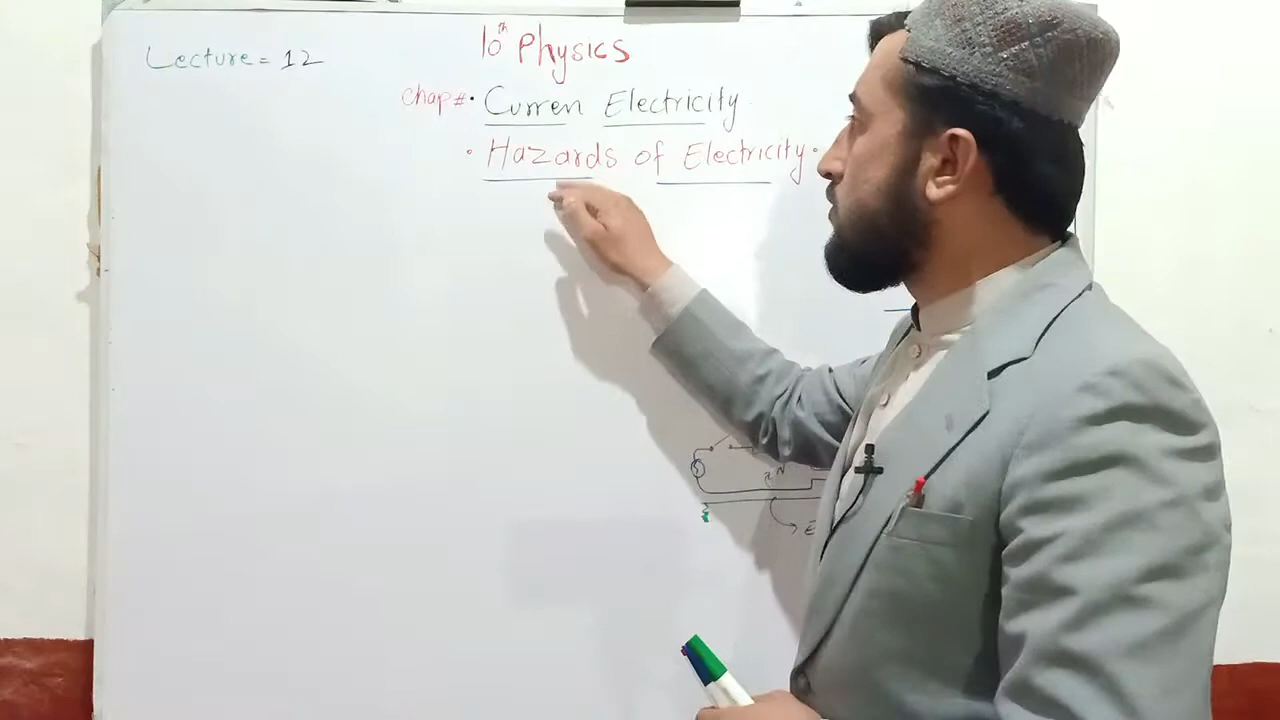 Lecture = 12
10th Physics
Chap# • Curren Electricity
• Hazards of Electricity •
N
E